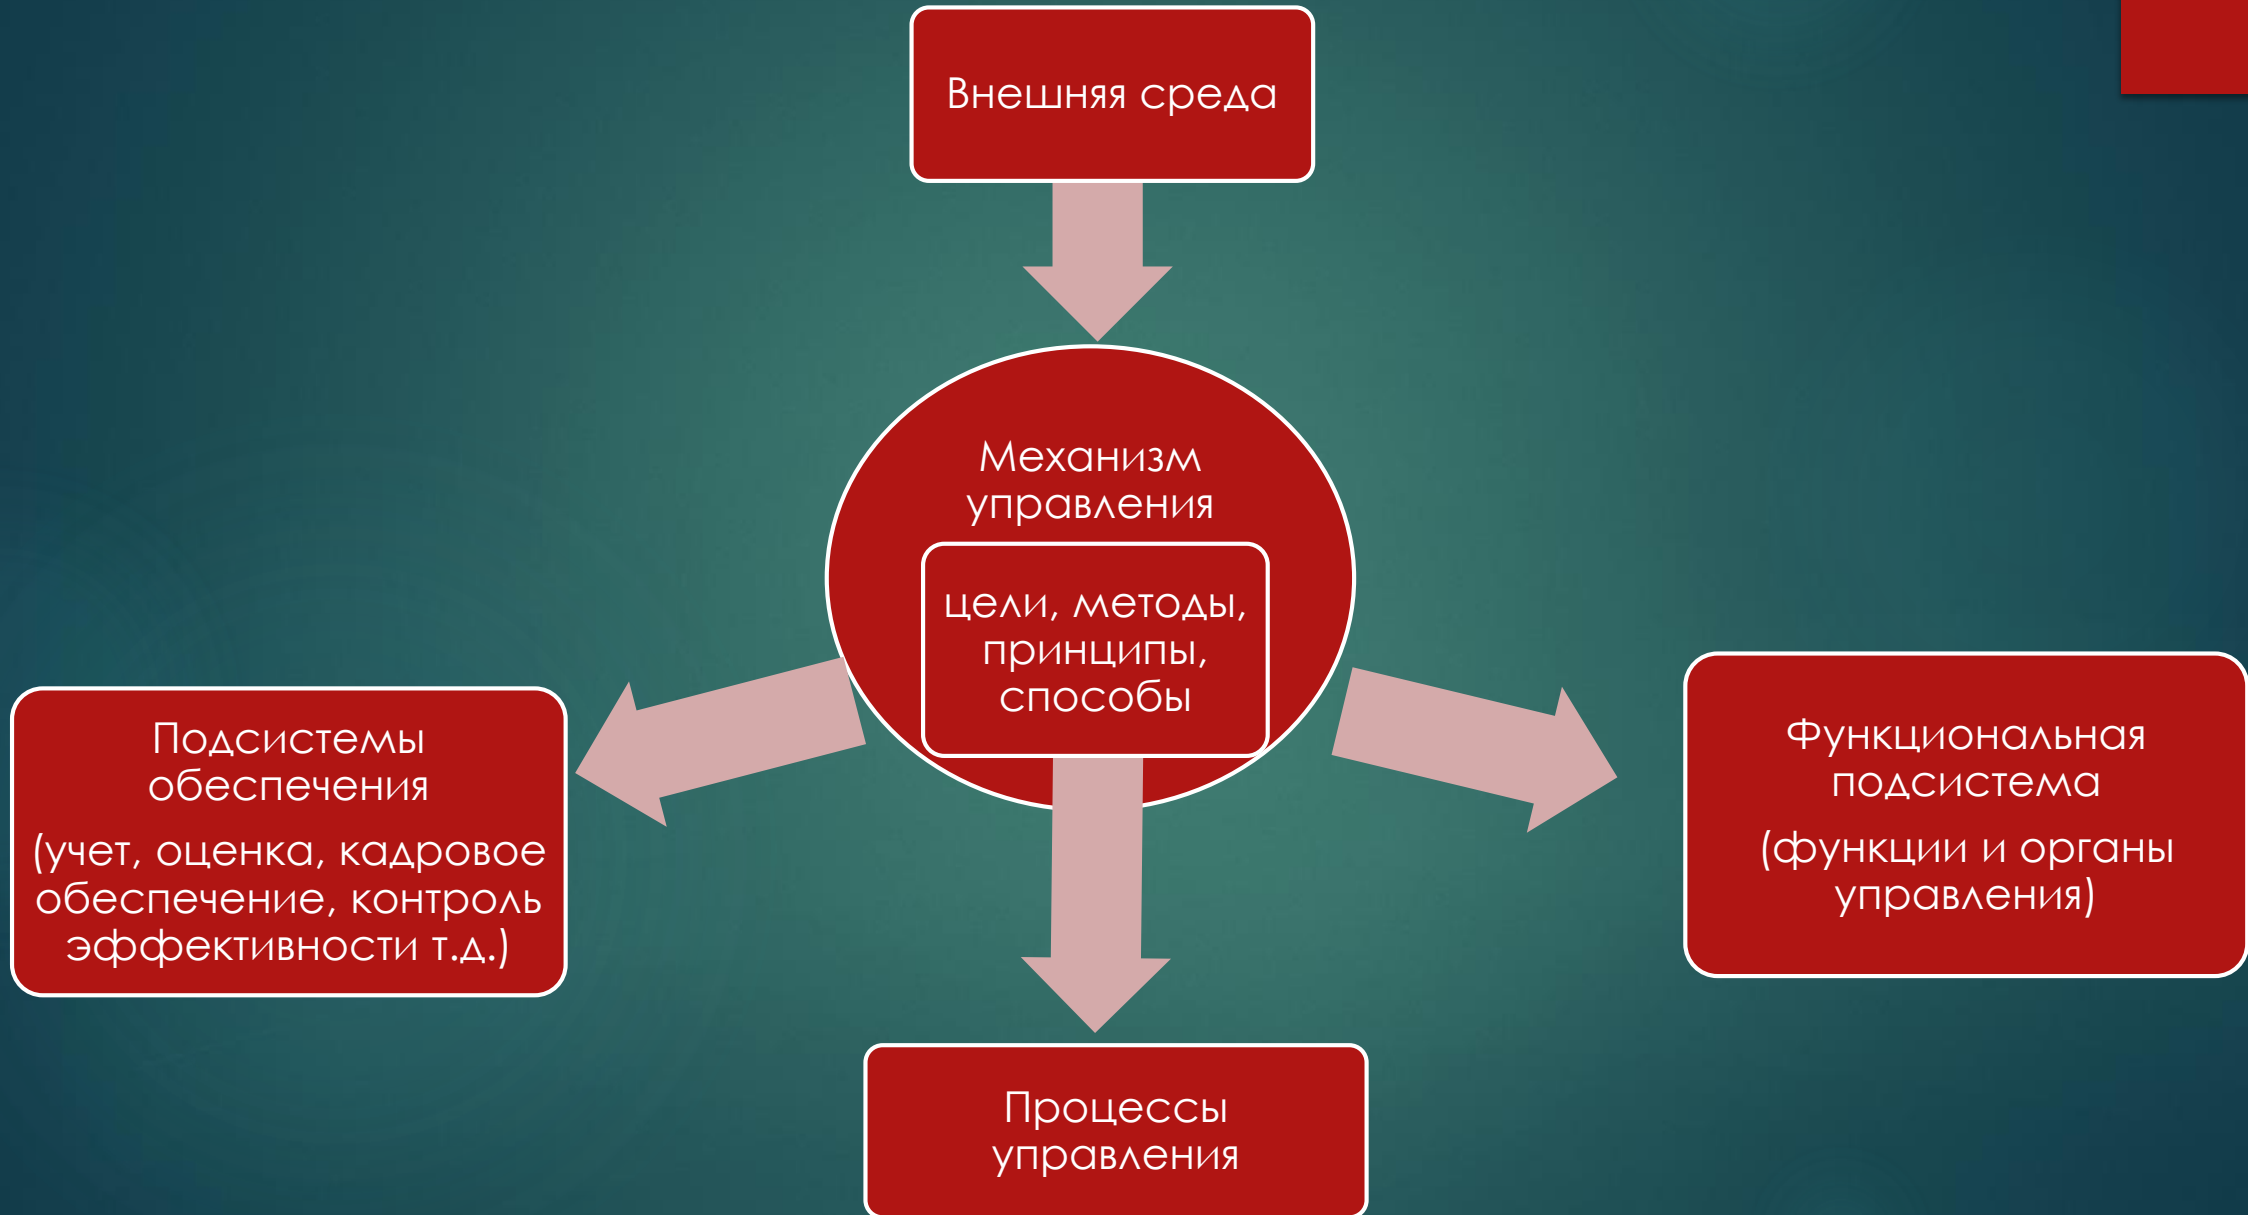 Внешняя среда
Механизм
управления
цели, методы,
принципы,
способы
Подсистемы
обеспечения
(учет, оценка, кадровое
обеспечение, контроль
эффективности т.д.)
Функциональная
подсистема
(функции и органы
управления)
Процессы
управления